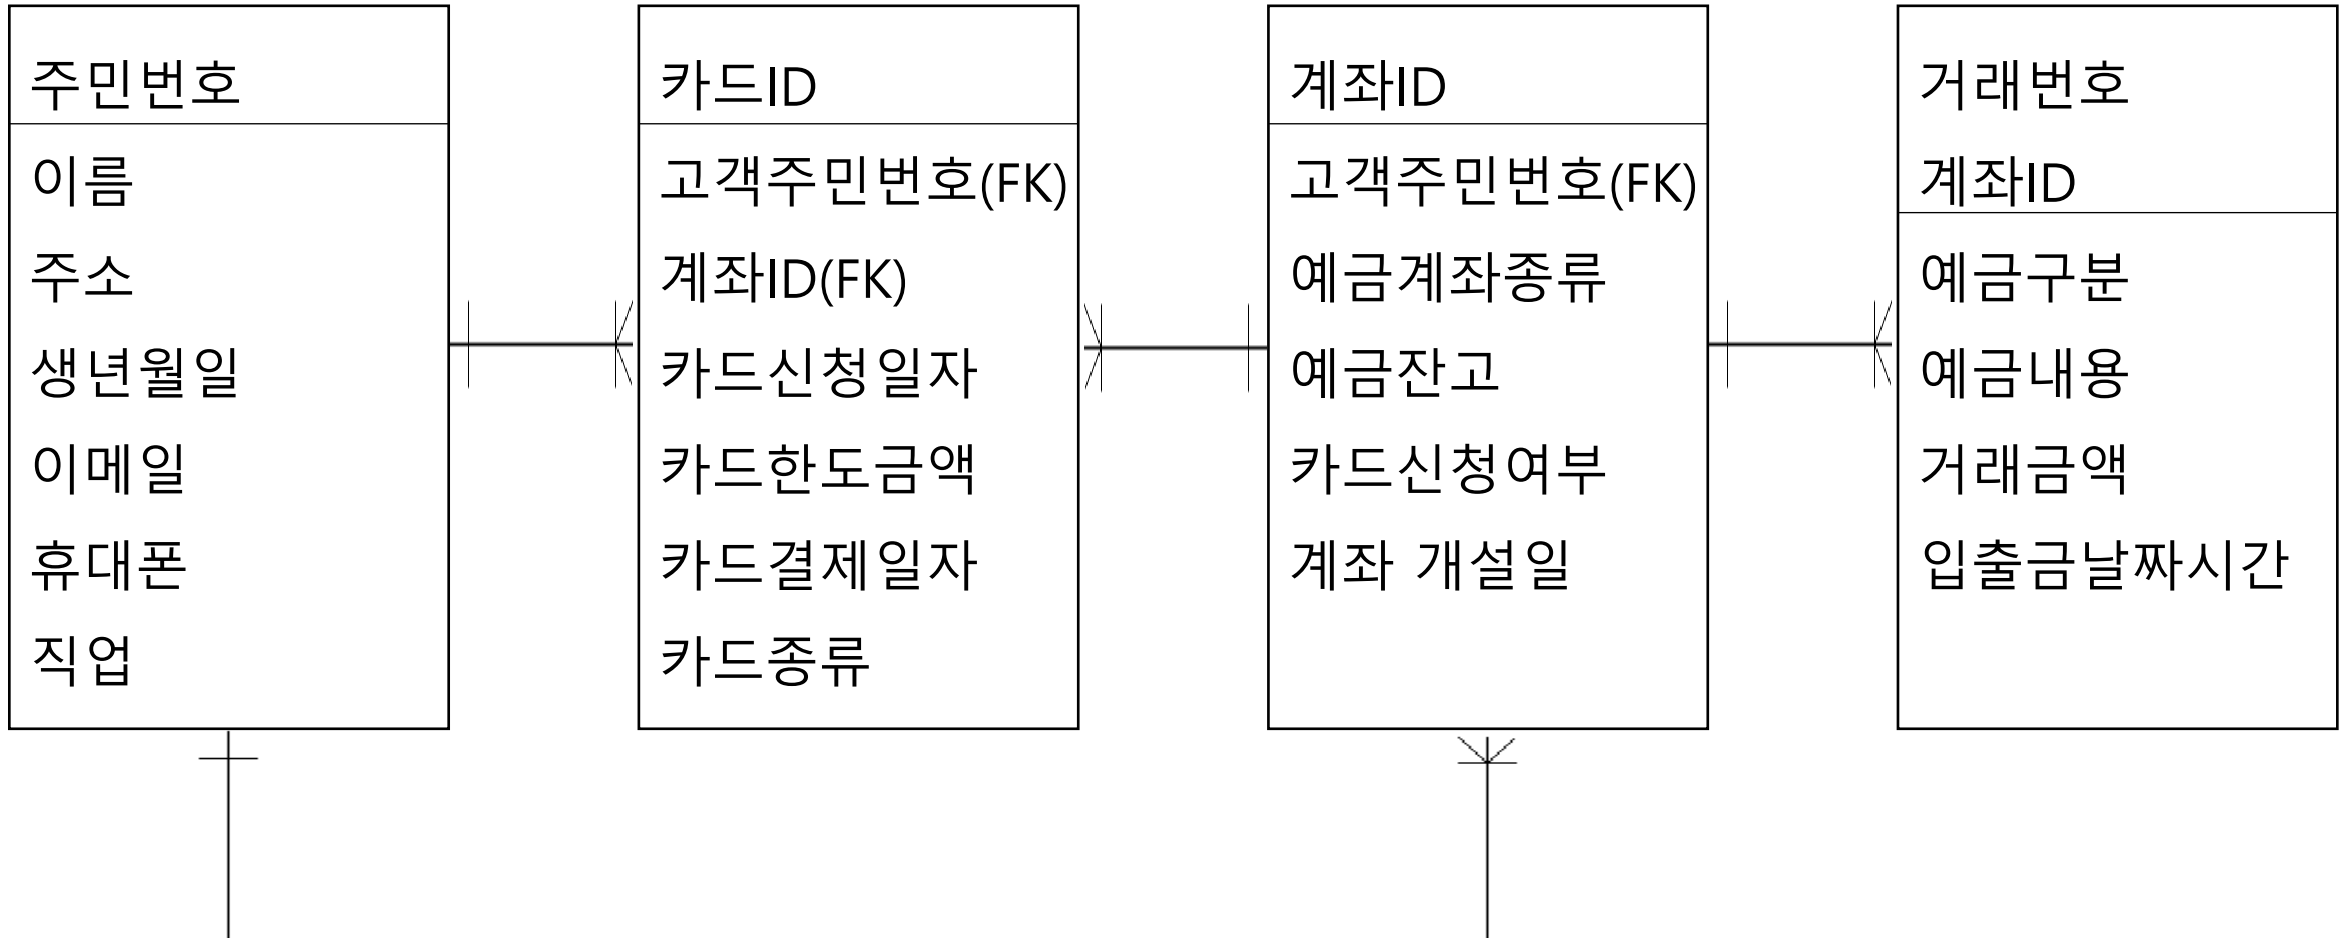 주민번호
이름
주소
생년월일
이메일
휴대폰
직업
카드ID
고객주민번호(FK)
계좌ID(FK)
카드신청일자
카드한도금액
카드결제일자
카드종류
계좌ID
고객주민번호(FK)
예금계좌종류
예금잔고
카드신청여부
계좌 개설일
거래번호
계좌ID
예금구분
예금내용
거래금액
입출금날짜시간